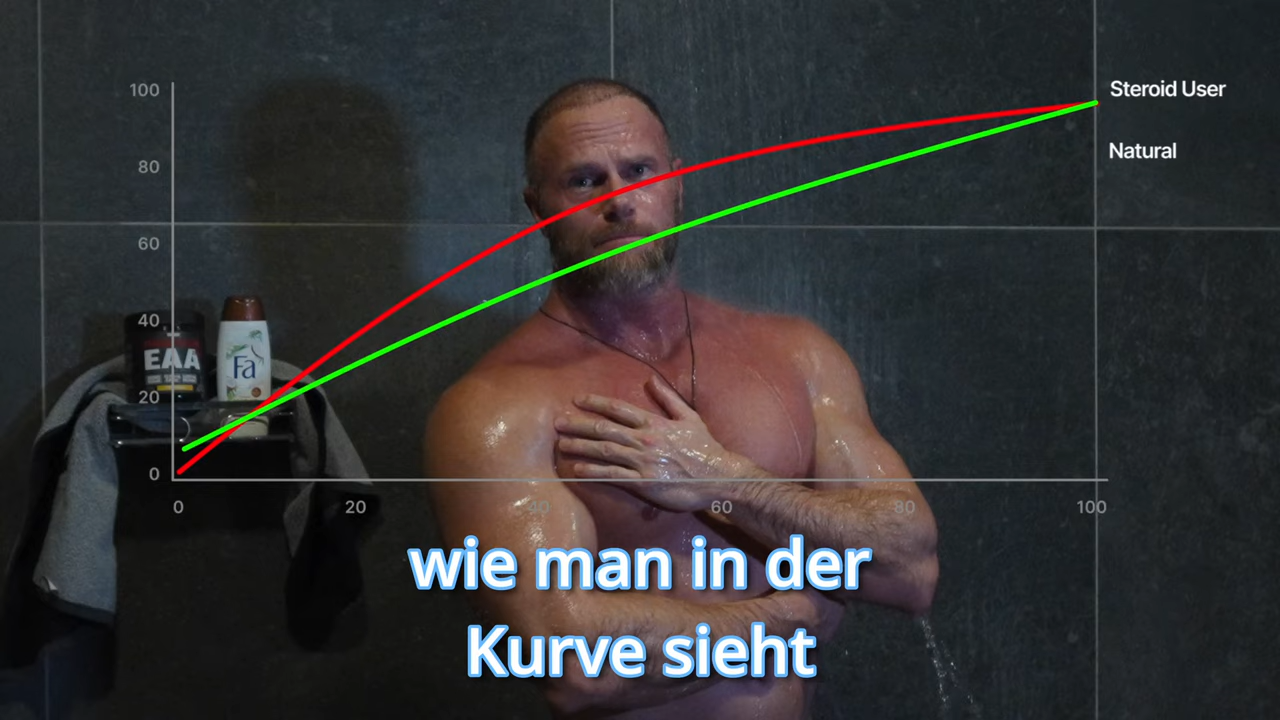 100
Steroid User
80
Natural
60
40
EAA
Fa
20
0
0 20 40 60 80 100
wie man in der
Kurve sieht